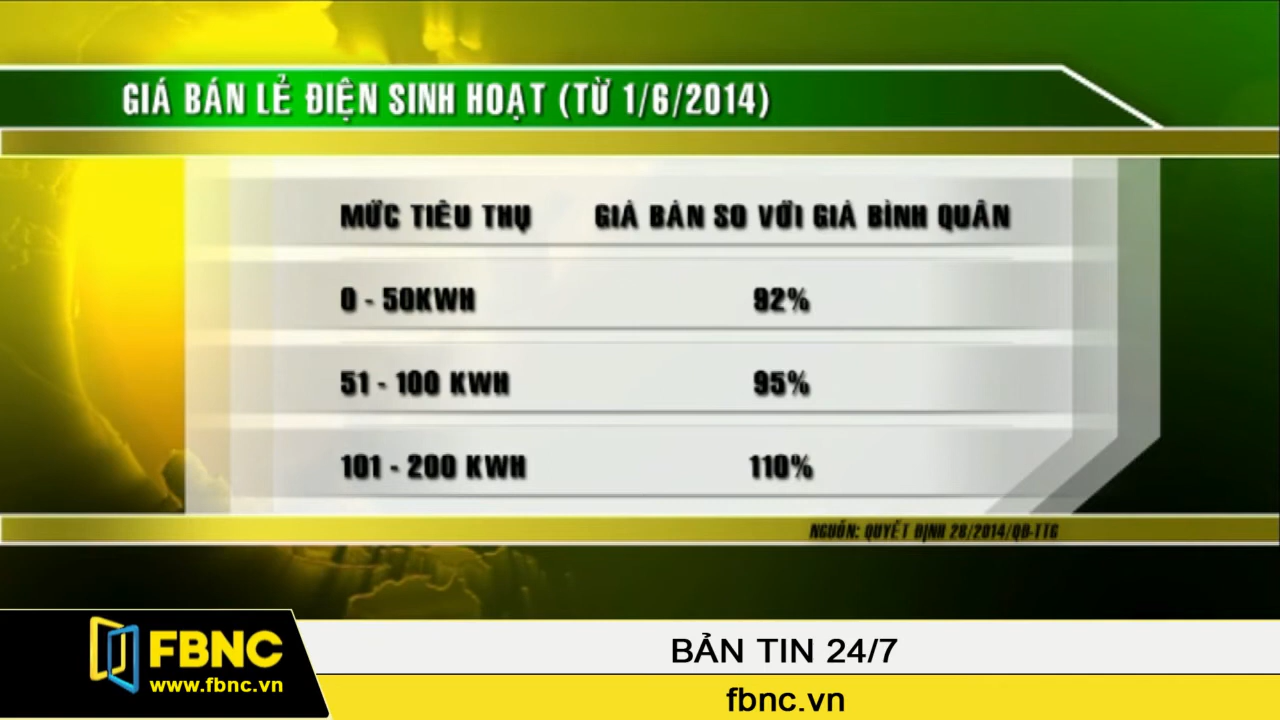 GIÁ BÁN LẺ ĐIỆN SINH HOẠT (TỪ 1/6/2014)
MỨC TIÊU THỤ GIÁ BÁN SO VỚI GIÁ BÌNH QUÂN
0 - 50KWH 92%
51 - 100 KWH 95%
101 - 200 KWH 110%
NGUỒN: QUYẾT ĐỊNH 28/2014/QĐ-TTG
FBNC
www.fbnc.vn
BẢN TIN 24/7
fbnc.vn